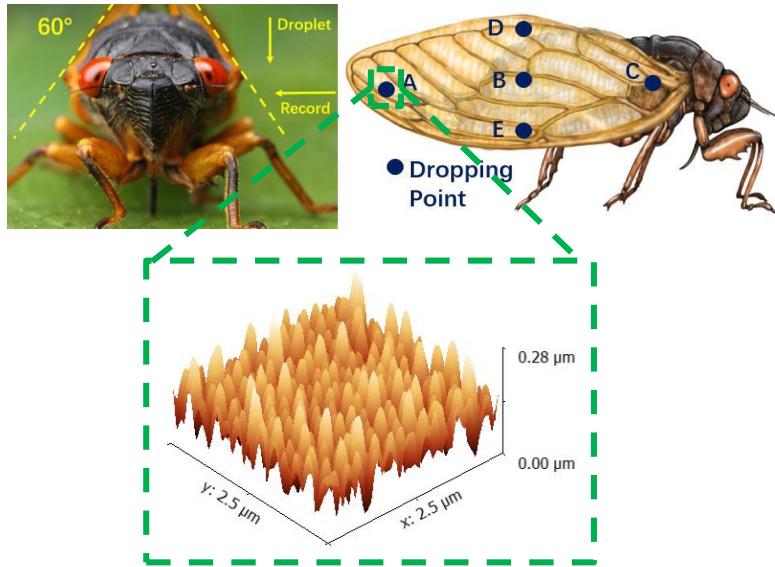 60°
Droplet
Record
D
A
B
C
E
Dropping
Point
0.28 µm
0.00 µm
y: 2.5 µm
x: 2.5 µm